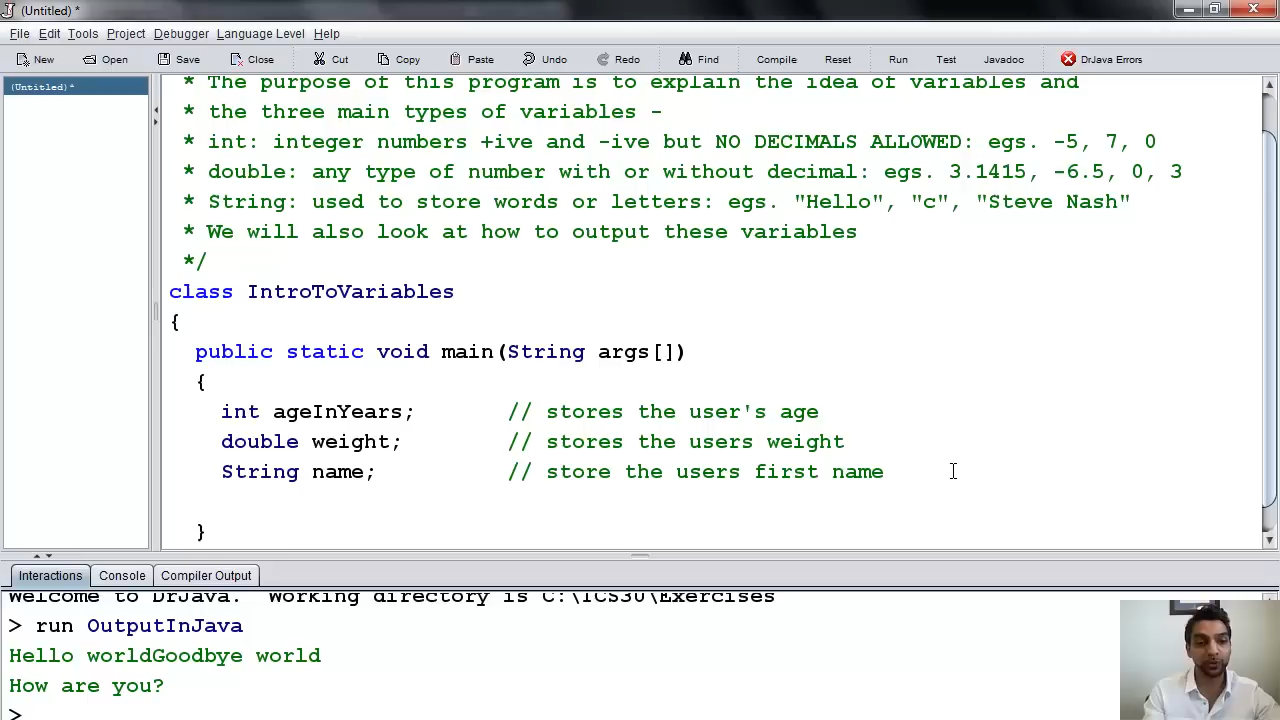 (Untitled) *
File Edit Tools Project Debugger Language Level Help
New Open Save Close Cut Copy Paste Undo Redo Find Compile Reset Run Test Javadoc DrJava Errors
(Untitled) *
* The purpose of this program is to explain the idea of variables and
* the three main types of variables -
* int: integer numbers +ive and -ive but NO DECIMALS ALLOWED: egs. -5, 7, 0
* double: any type of number with or without decimal: egs. 3.1415, -6.5, 0, 3
* String: used to store words or letters: egs. "Hello", "c", "Steve Nash"
* We will also look at how to output these variables
*/
class IntroToVariables
{
public static void main(String args[])
{
int ageInYears; // stores the user's age
double weight; // stores the users weight
String name; // store the users first name
}
Interactions Console Compiler Output
Welcome to DrJava. Working directory is C:\ICS3U\Exercises
> run OutputInJava
Hello worldGoodbye world
How are you?
>